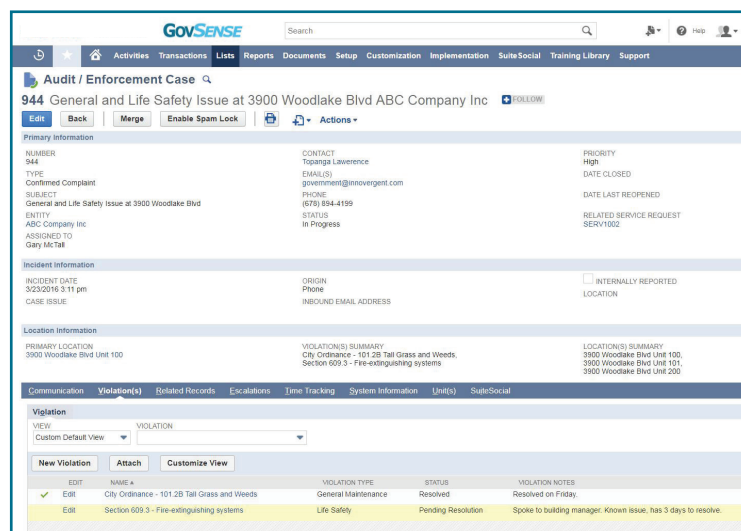 GovSense
Search
Help
Activities Transactions Lists Reports Documents Setup Customization Implementation SuiteSocial Training Library Support
Audit / Enforcement Case
944 General and Life Safety Issue at 3900 Woodlake Blvd ABC Company Inc FOLLOW
Edit Back Merge Enable Spam Lock Actions
Primary Information
NUMBER CONTACT PRIORITY
944 Topanga Lawerence High
TYPE EMAIL(S) DATE CLOSED
Confirmed Complaint government@innovergent.com
SUBJECT PHONE DATE LAST REOPENED
General and Life Safety Issue at 3900 Woodlake Blvd (678) 894-4199
ENTITY STATUS RELATED SERVICE REQUEST
ABC Company Inc In Progress SERV1002
ASSIGNED TO
Gary McTall
Incident Information
INCIDENT DATE ORIGIN INTERNALLY REPORTED
3/23/2016 3:11 pm Phone
CASE ISSUE INBOUND EMAIL ADDRESS LOCATION
Location Information
PRIMARY LOCATION VIOLATION(S) SUMMARY LOCATION(S) SUMMARY
3900 Woodlake Blvd Unit 100 City Ordinance - 101.2B Tall Grass and Weeds, 3900 Woodlake Blvd Unit 100,
Section 609.3 - Fire-extinguishing systems 3900 Woodlake Blvd Unit 101,
3900 Woodlake Blvd Unit 200
Communication Violation(s) Related Records Escalations Time Tracking System Information Unit(s) SuiteSocial
Violation
VIEW VIOLATION
Custom Default View
New Violation Attach Customize View
EDIT NAME VIOLATION TYPE STATUS VIOLATION NOTES
Edit City Ordinance - 101.2B Tall Grass and Weeds General Maintenance Resolved Resolved on Friday.
Edit Section 609.3 - Fire-extinguishing systems Life Safety Pending Resolution Spoke to building manager. Known issue, has 3 days to resolve.